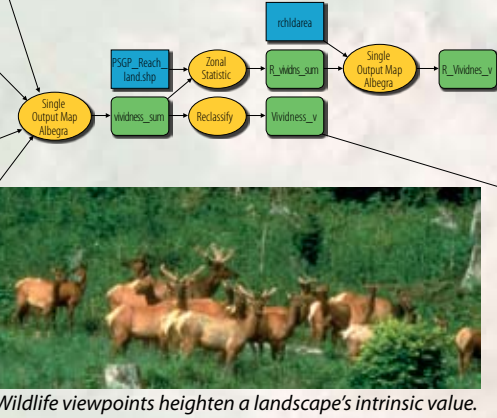 rchldarea
PSGP_Reach_
land.shp
Zonal
Statistic
R_vividns_sum
Single
Output Map
Albegra
R_Vividnes_v
Single
Output Map
Albegra
vividness_sum
Reclassify
Vividness_v
Wildlife viewpoints heighten a landscape's intrinsic value.